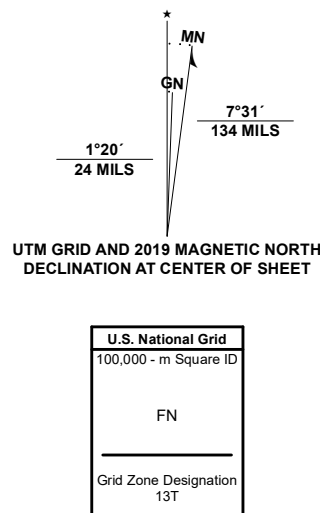 ★
MN
GN
7°31´
134 MILS
1°20´
24 MILS
UTM GRID AND 2019 MAGNETIC NORTH
DECLINATION AT CENTER OF SHEET
U.S. National Grid
100,000 - m Square ID
FN
Grid Zone Designation
13T